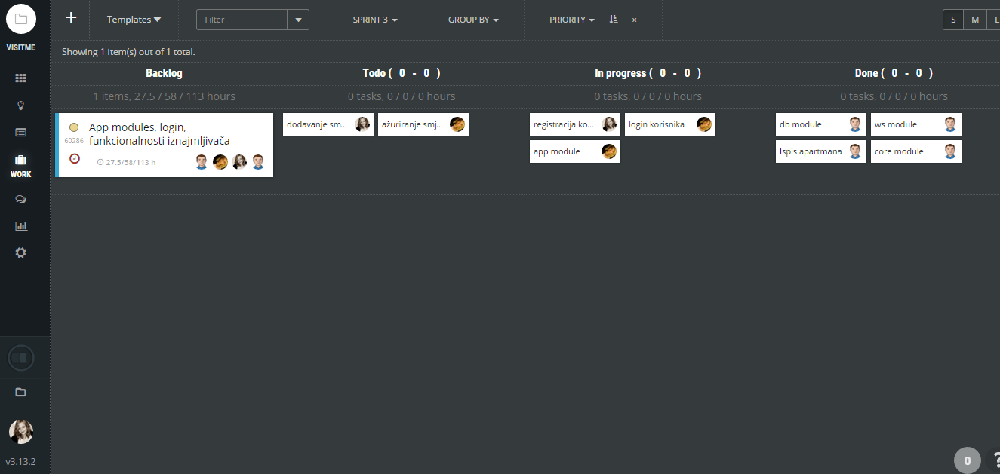 VISITME
+
Templates
Filter
SPRINT 3
GROUP BY
PRIORITY
×
S
M
L
Showing 1 item(s) out of 1 total.
Backlog
Todo ( 0 - 0 )
In progress ( 0 - 0 )
Done ( 0 - 0 )
1 items, 27.5 / 58 / 113 hours
0 tasks, 0 / 0 / 0 hours
0 tasks, 0 / 0 / 0 hours
0 tasks, 0 / 0 / 0 hours
App modules, login,
funkcionalnosti iznajmljivača
60286
27.5/58/113 h
dodavanje sm...
ažuriranje smj...
registracija ko...
login korisnika
app module
db module
ws module
Ispis apartmana
core module
WORK
v3.13.2
0
?